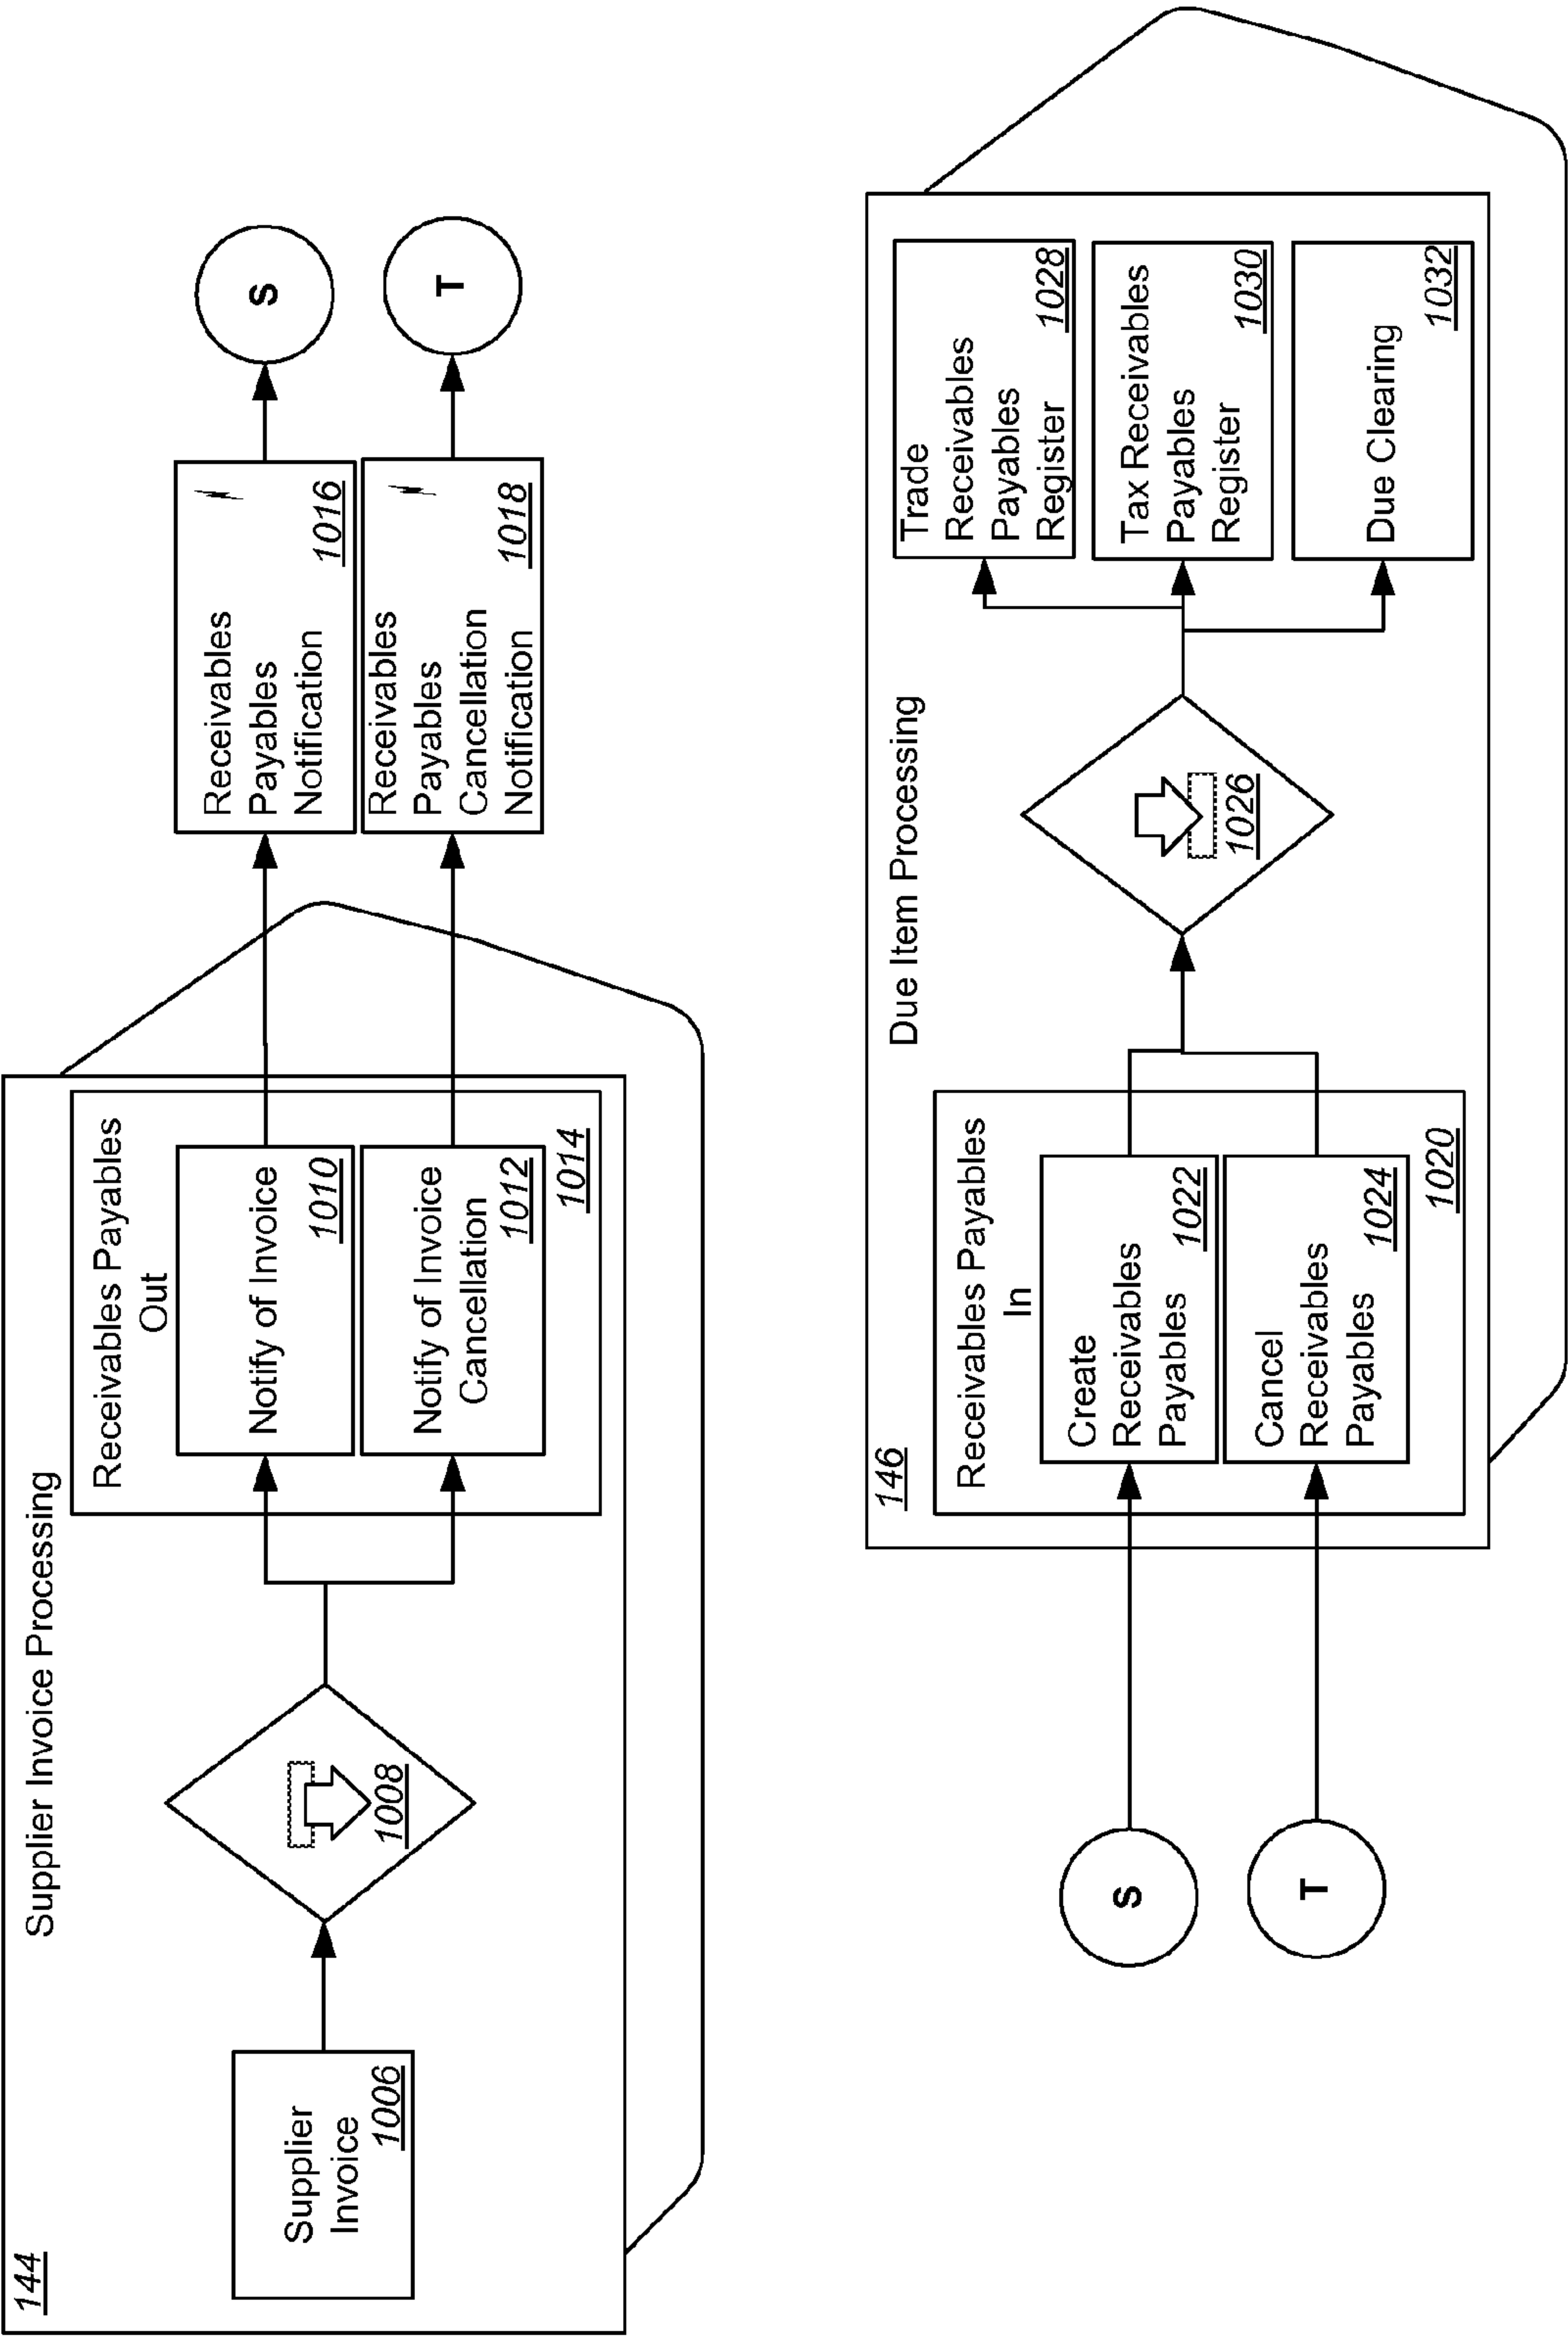 144
Supplier Invoice Processing
Supplier
Invoice
1006
1008
Receivables Payables
Out
Notify of Invoice
1010
Notify of Invoice
Cancellation
1012
1014
Receivables
Payables
Notification
1016
Receivables
Payables
Cancellation
Notification
1018
S
T
S
T
146
Due Item Processing
Receivables Payables
In
Create
Receivables
Payables
1022
Cancel
Receivables
Payables
1024
1020
1026
Trade
Receivables
Payables
Register
1028
Tax Receivables
Payables
Register
1030
Due Clearing
1032